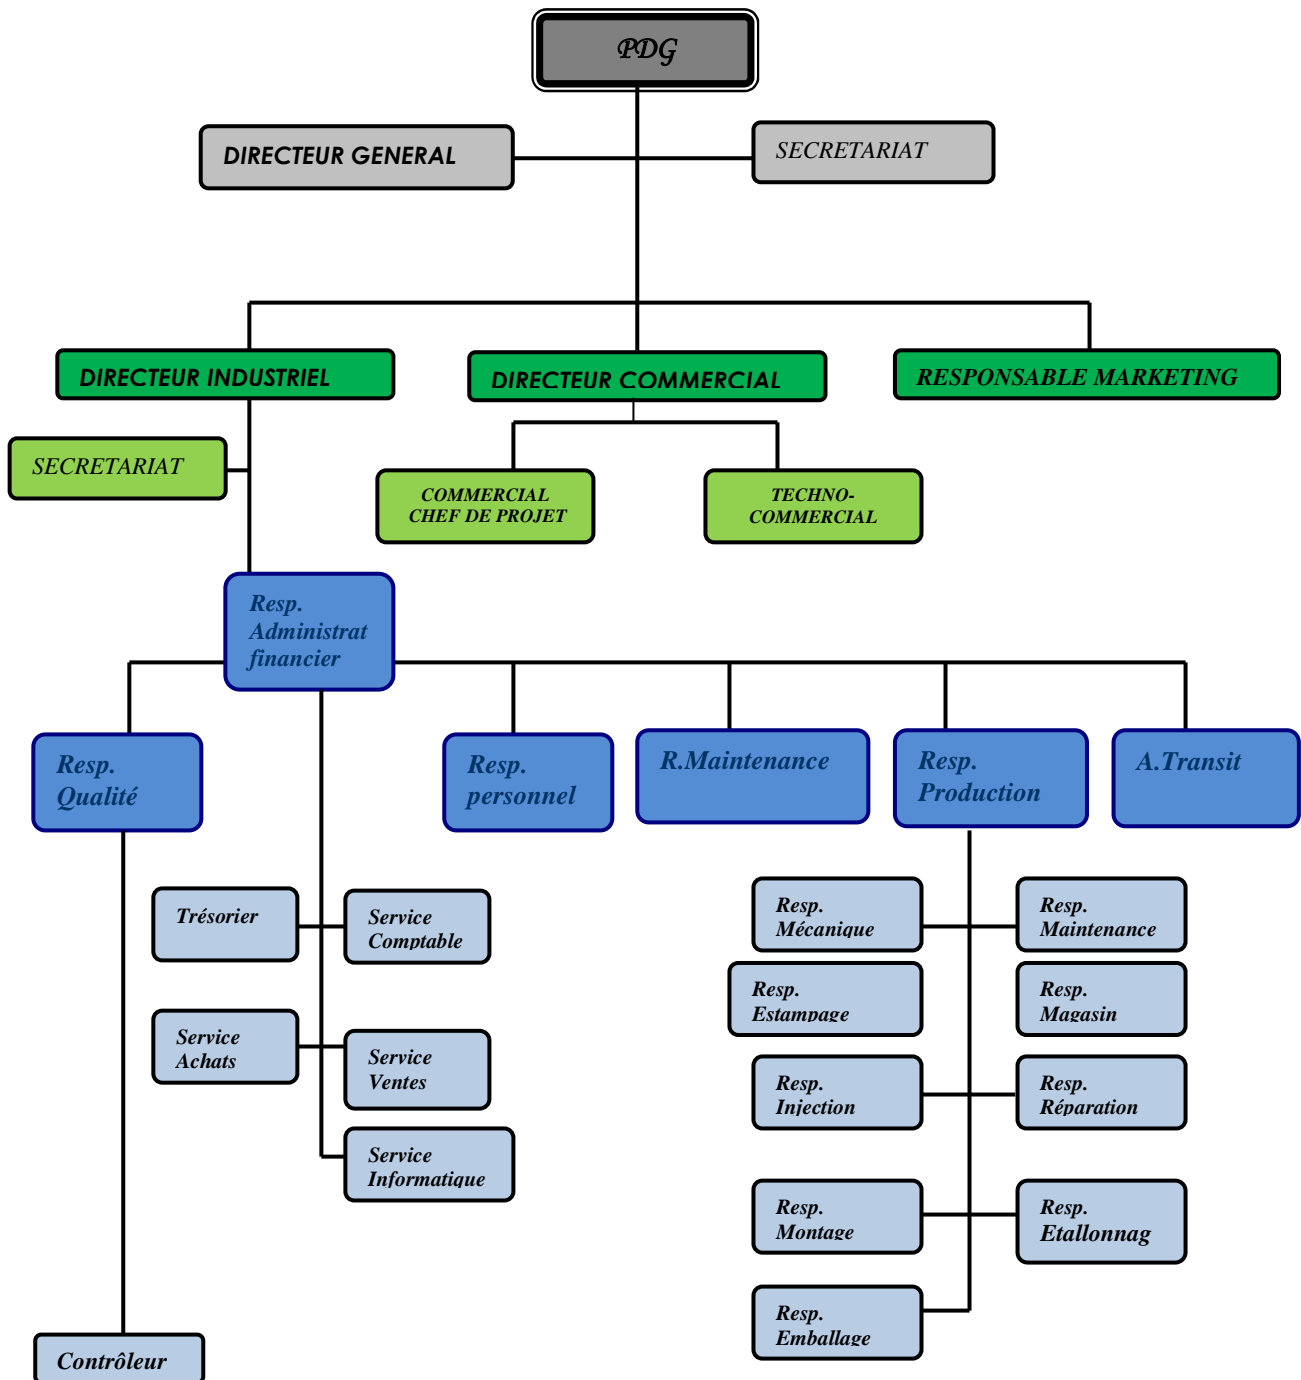 PDG
DIRECTEUR GENERAL
SECRETARIAT
DIRECTEUR INDUSTRIEL
DIRECTEUR COMMERCIAL
RESPONSABLE MARKETING
SECRETARIAT
COMMERCIAL
CHEF DE PROJET
TECHNO-
COMMERCIAL
Resp.
Administrat
financier
Resp.
Qualité
Resp.
personnel
R.Maintenance
Resp.
Production
A.Transit
Trésorier
Service
Comptable
Service
Achats
Service
Ventes
Service
Informatique
Resp.
Mécanique
Resp.
Maintenance
Resp.
Estampage
Resp.
Magasin
Resp.
Injection
Resp.
Réparation
Resp.
Montage
Resp.
Etallonnag
Resp.
Emballage
Contrôleur